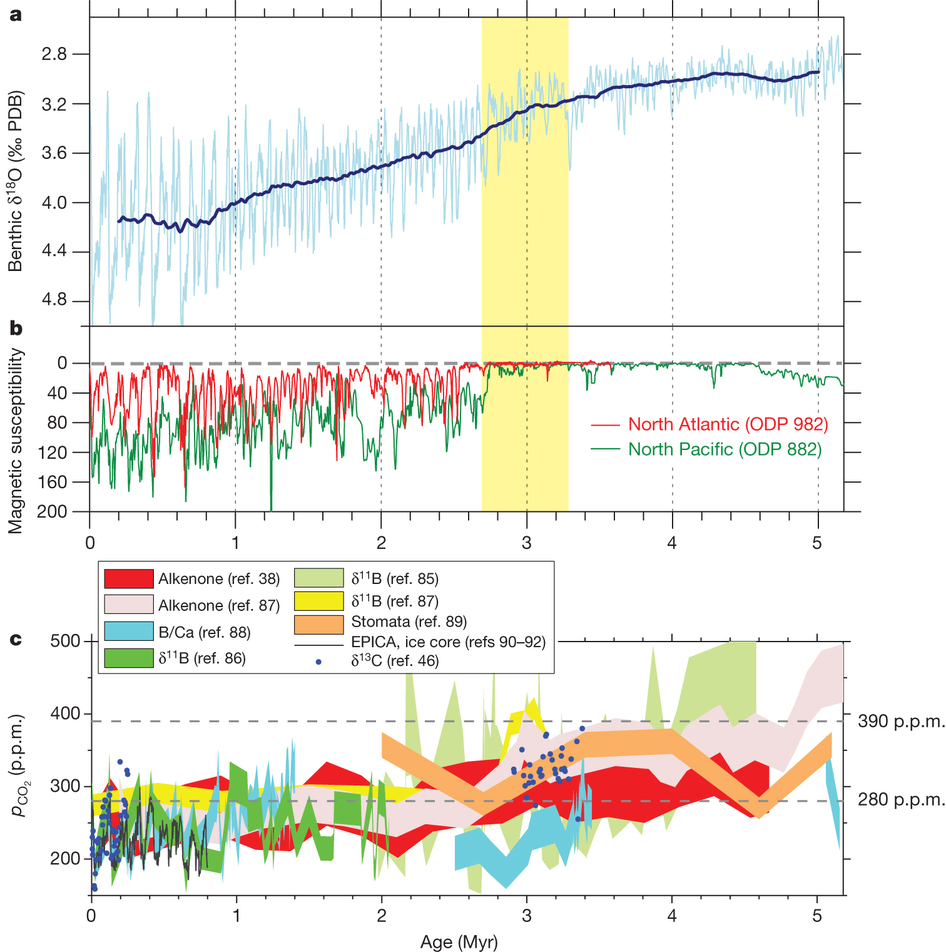 a
2.8
3.2
3.6
4.0
4.4
4.8
Benthic δ¹⁸O (‰ PDB)
b
0
40
80
120
160
200
Magnetic susceptibility
North Atlantic (ODP 982)
North Pacific (ODP 882)
0 1 2 3 4 5
Alkenone (ref. 38)
Alkenone (ref. 87)
B/Ca (ref. 88)
δ¹¹B (ref. 86)
δ¹¹B (ref. 85)
δ¹¹B (ref. 87)
Stomata (ref. 89)
EPICA, ice core (refs 90–92)
δ¹³C (ref. 46)
c
500
400
300
200
pCO₂ (p.p.m.)
390 p.p.m.
280 p.p.m.
0 1 2 3 4 5
Age (Myr)